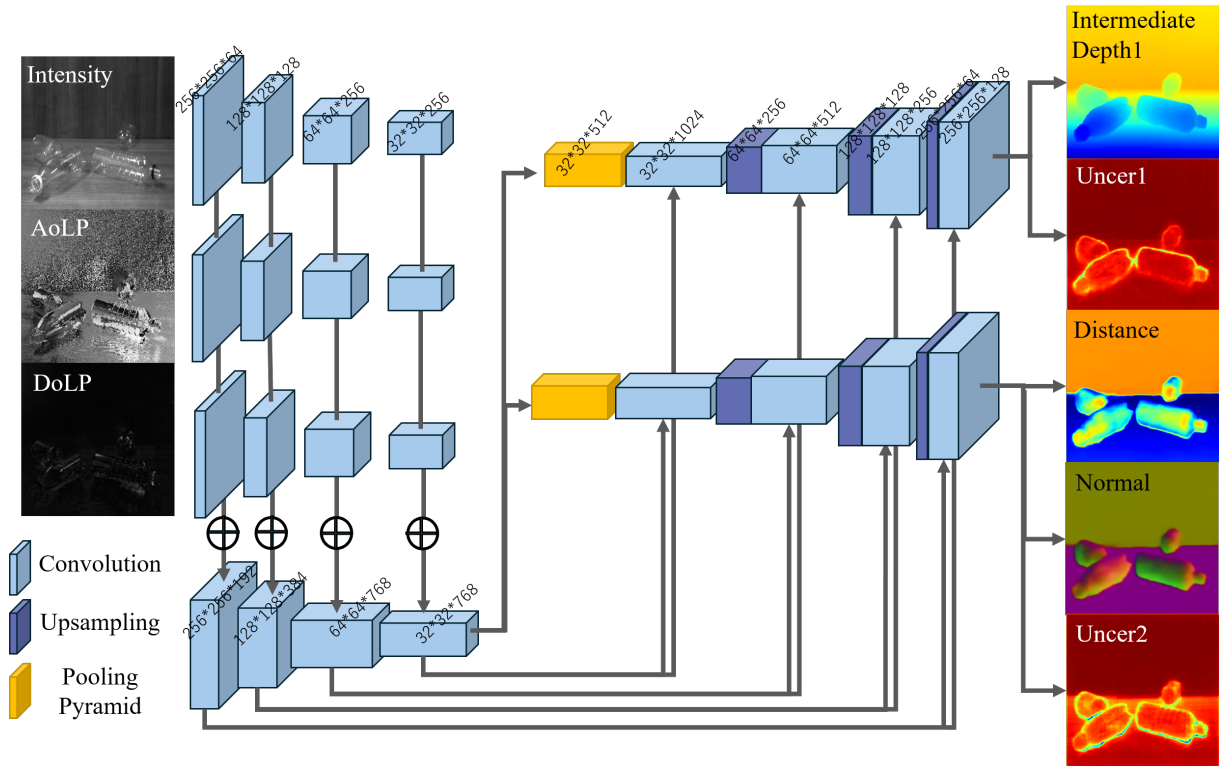 Intensity
AoLP
DoLP
Convolution
Upsampling
Pooling
Pyramid
256*256*64
128*128*128
64*64*256
32*32*256
256*256*192
128*128*384
64*64*768
32*32*768
32*32*512
32*32*1024
64*64*256
64*64*512
128*128*128
128*128*256
256*256*64
256*256*128
Intermediate
Depth1
Uncer1
Distance
Normal
Uncer2